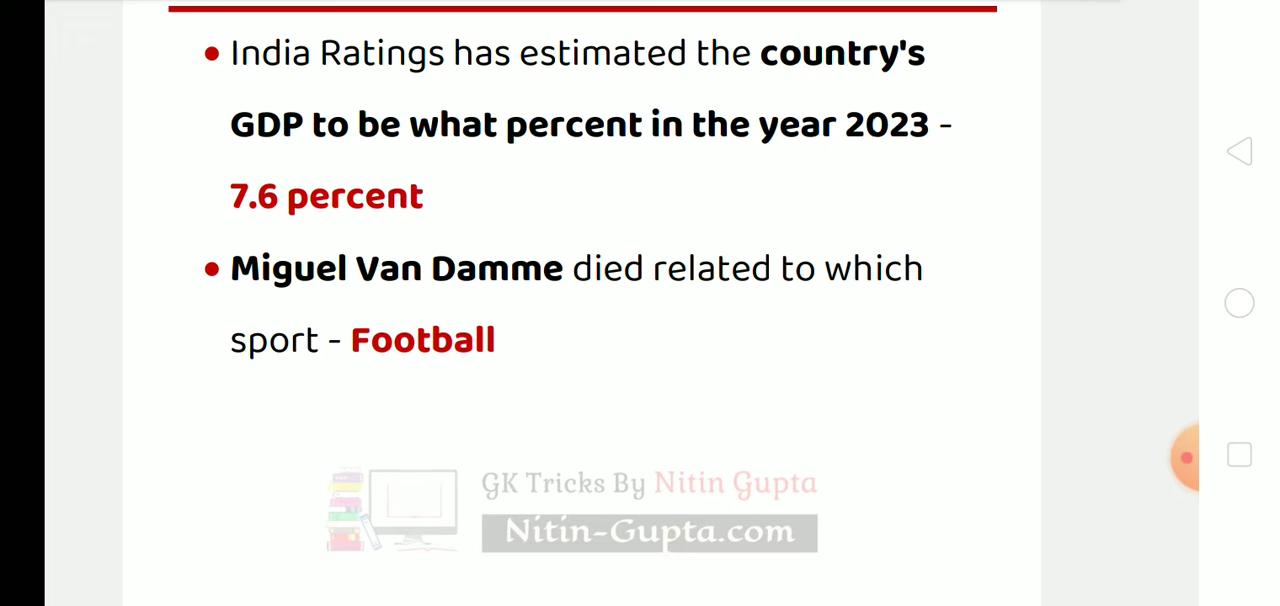 India Ratings has estimated the country's
GDP to be what percent in the year 2023 -
7.6 percent
Miguel Van Damme died related to which
sport - Football
GK Tricks By Nitin Gupta
Nitin-Gupta.com